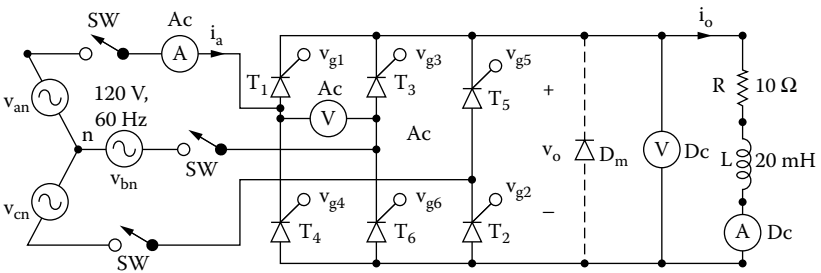 SW
Ac
A
i_a
i_o
v_an
120 V,
60 Hz
n
v_bn
SW
v_cn
SW
T_1
v_g1
Ac
V
T_3
v_g3
Ac
v_g5
T_5
+
v_o
−
D_m
V
Dc
R
10 Ω
L
20 mH
A
Dc
v_g4
T_4
v_g6
T_6
v_g2
T_2